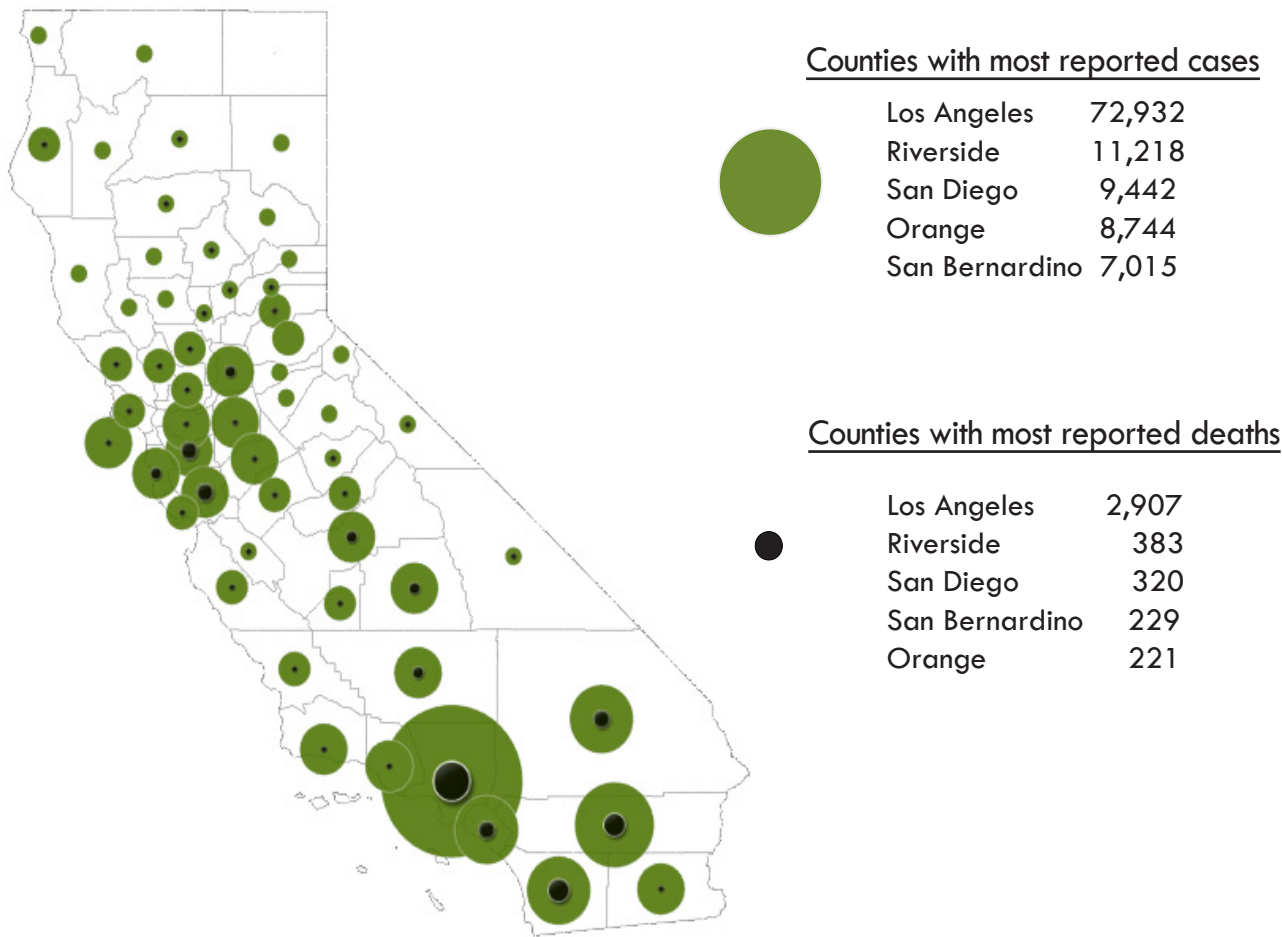 Counties with most reported cases
Los Angeles 72,932
Riverside 11,218
San Diego 9,442
Orange 8,744
San Bernardino 7,015
Counties with most reported deaths
Los Angeles 2,907
Riverside 383
San Diego 320
San Bernardino 229
Orange 221